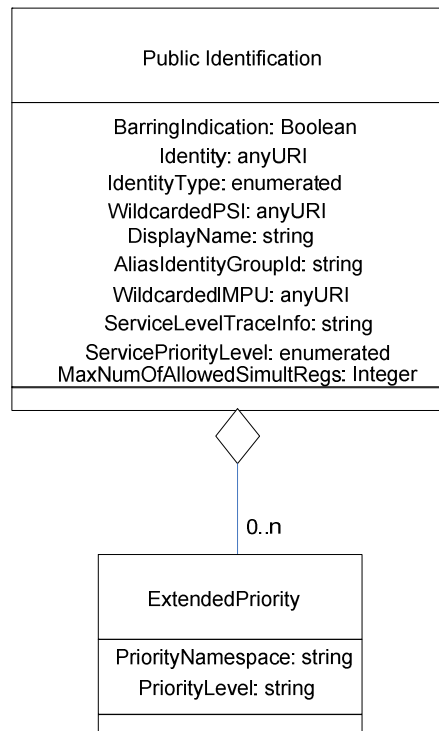 Public Identification
BarringIndication: Boolean
Identity: anyURI
IdentityType: enumerated
WildcardedPSI: anyURI
DisplayName: string
AliasIdentityGroupId: string
WildcardedIMPU: anyURI
ServiceLevelTraceInfo: string
ServicePriorityLevel: enumerated
MaxNumOfAllowedSimultRegs: Integer
0..n
ExtendedPriority
PriorityNamespace: string
PriorityLevel: string